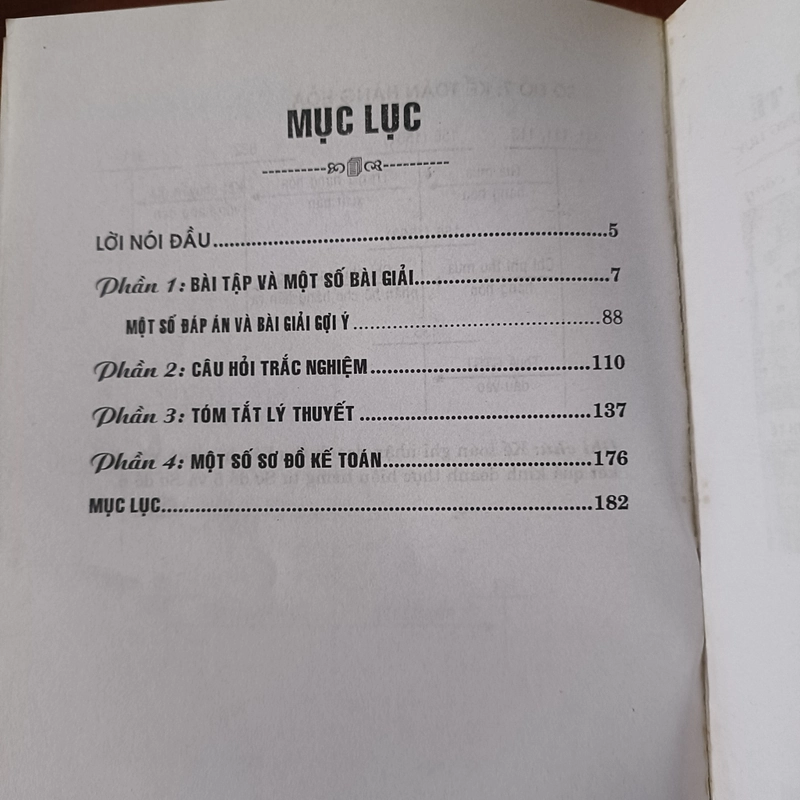 MỤC LỤC
LỜI NÓI ĐẦU....................5
Phần 1: BÀI TẬP VÀ MỘT SỐ BÀI GIẢI....................7
MỘT SỐ ĐÁP ÁN VÀ BÀI GIẢI GỢI Ý....................88
Phần 2: CÂU HỎI TRẮC NGHIỆM....................110
Phần 3: TÓM TẮT LÝ THUYẾT....................137
Phần 4: MỘT SỐ SƠ ĐỒ KẾ TOÁN....................176
MỤC LỤC....................182